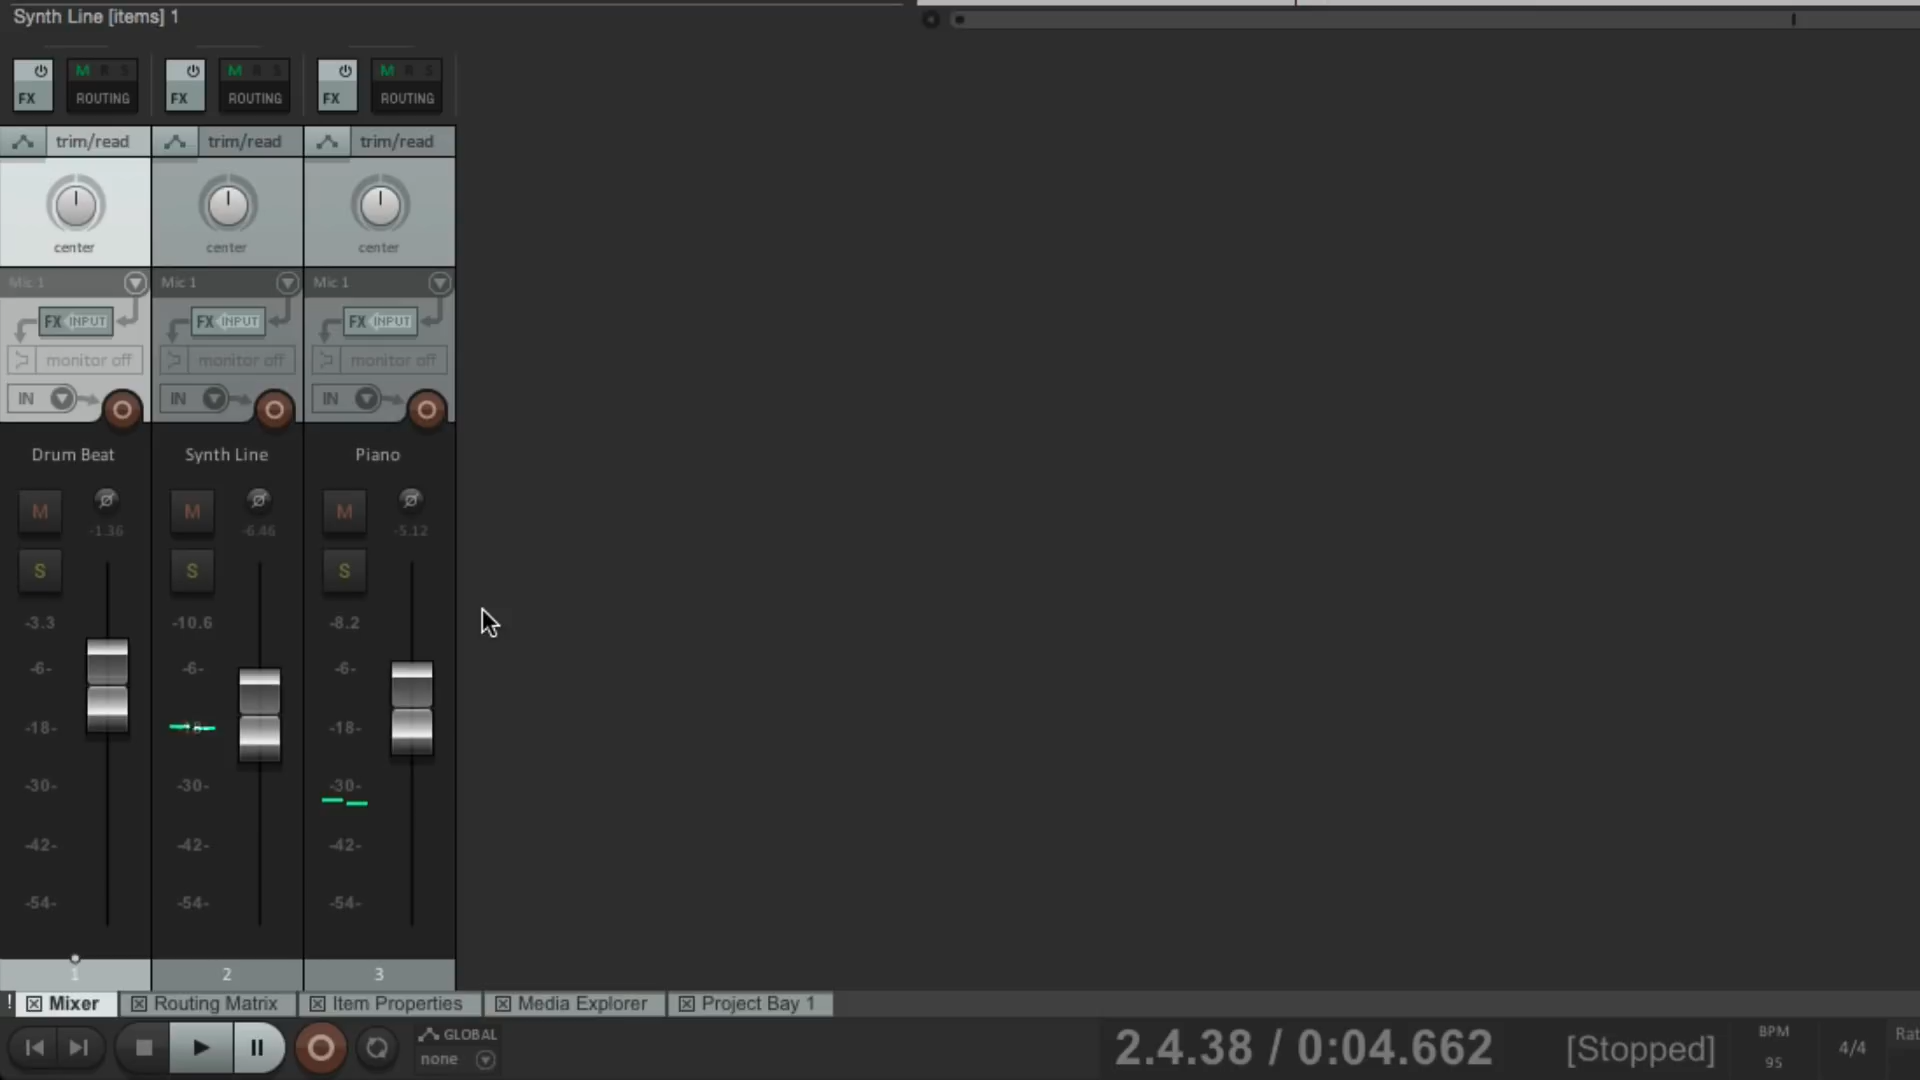 Synth Line [items] 1
M R S M R S M R S
FX ROUTING FX ROUTING FX ROUTING
trim/read trim/read trim/read
center center center
Mic 1 Mic 1 Mic 1
FX INPUT FX INPUT FX INPUT
monitor off monitor off monitor off
IN IN IN
Drum Beat Synth Line Piano
M M M
-1.36 -6.46 -5.12
S S S
-3.3 -10.6 -8.2
-6- -6- -6-
-18- -18- -18-
-30- -30- -30-
-42- -42- -42-
-54- -54- -54-
1 2 3
! Mixer Routing Matrix Item Properties Media Explorer Project Bay 1
GLOBAL
none
2.4.38 / 0:04.662 [Stopped]
BPM
95
4/4
Rat